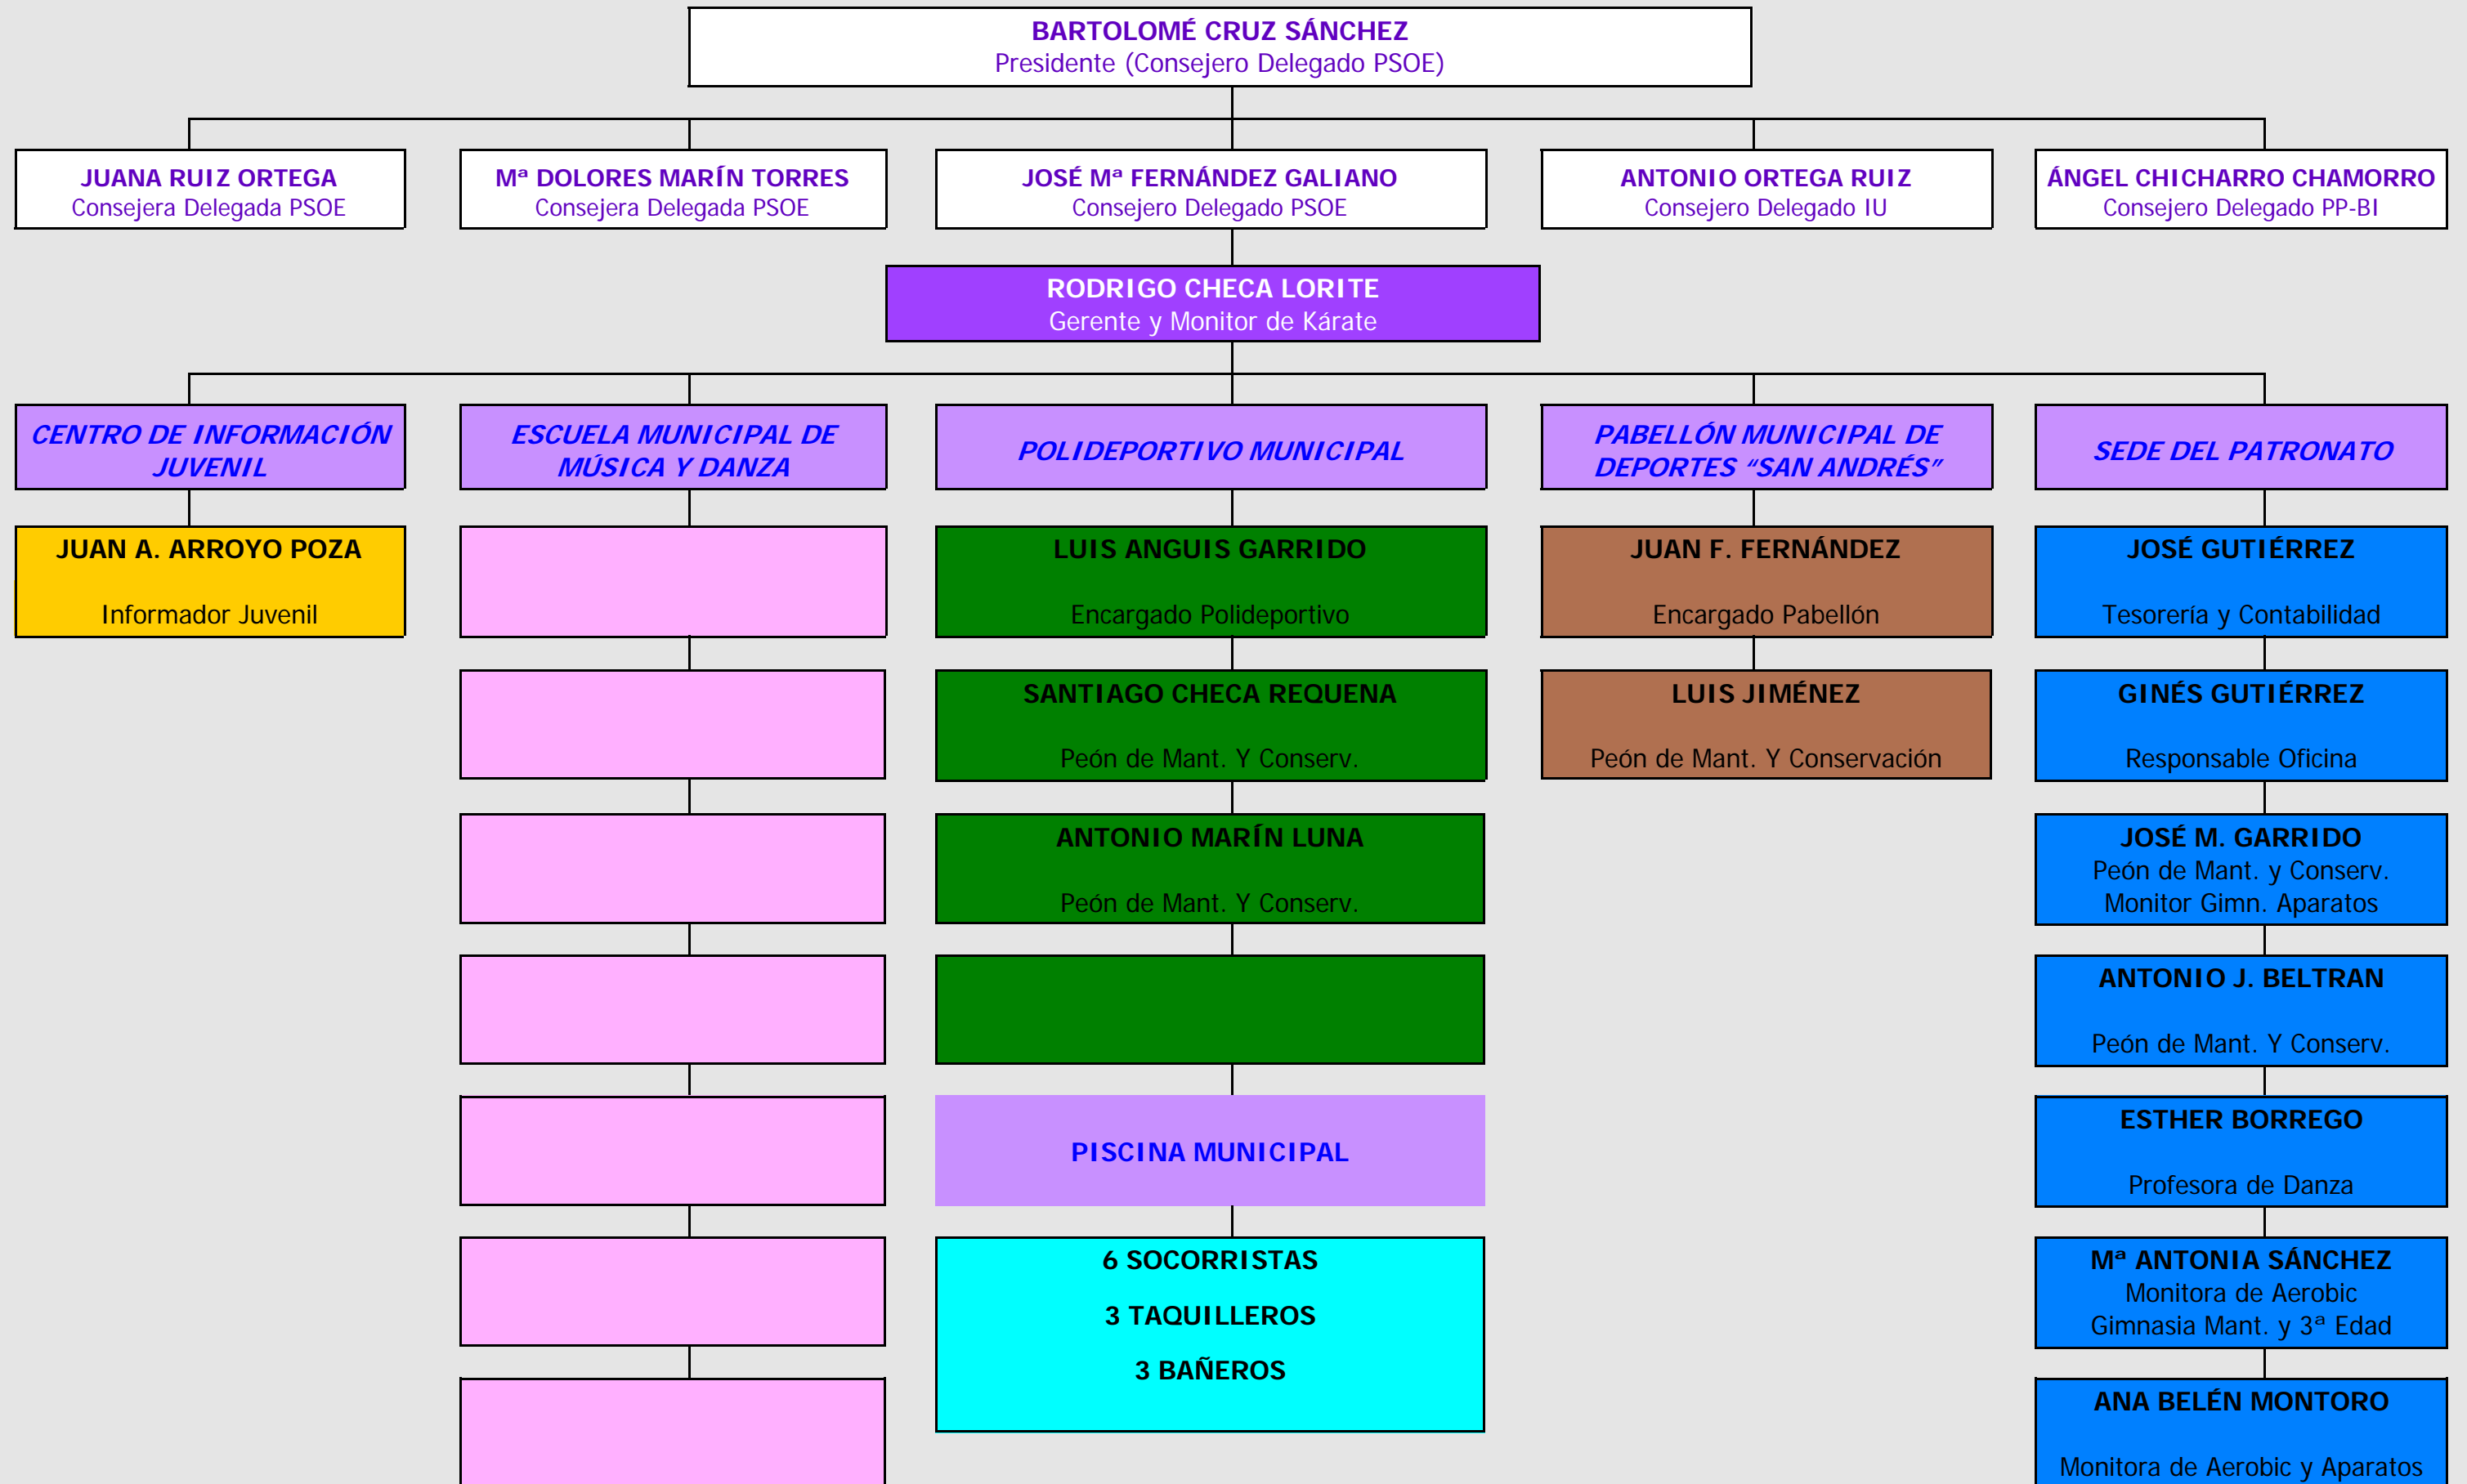 BARTOLOMÉ CRUZ SÁNCHEZ
Presidente (Consejero Delegado PSOE)
JUANA RUIZ ORTEGA
Consejera Delegada PSOE
Mª DOLORES MARÍN TORRES
Consejera Delegada PSOE
JOSÉ Mª FERNÁNDEZ GALIANO
Consejero Delegado PSOE
ANTONIO ORTEGA RUIZ
Consejero Delegado IU
ÁNGEL CHICHARRO CHAMORRO
Consejero Delegado PP-BI
RODRIGO CHECA LORITE
Gerente y Monitor de Kárate
CENTRO DE INFORMACIÓN
JUVENIL
ESCUELA MUNICIPAL DE
MÚSICA Y DANZA
POLIDEPORTIVO MUNICIPAL
PABELLÓN MUNICIPAL DE
DEPORTES “SAN ANDRÉS”
SEDE DEL PATRONATO
JUAN A. ARROYO POZA
Informador Juvenil
LUIS ANGUIS GARRIDO
Encargado Polideportivo
JUAN F. FERNÁNDEZ
Encargado Pabellón
JOSÉ GUTIÉRREZ
Tesorería y Contabilidad
SANTIAGO CHECA REQUENA
Peón de Mant. Y Conserv.
LUIS JIMÉNEZ
Peón de Mant. Y Conservación
GINÉS GUTIÉRREZ
Responsable Oficina
ANTONIO MARÍN LUNA
Peón de Mant. Y Conserv.
JOSÉ M. GARRIDO
Peón de Mant. y Conserv.
Monitor Gimn. Aparatos
ANTONIO J. BELTRAN
Peón de Mant. Y Conserv.
PISCINA MUNICIPAL
ESTHER BORREGO
Profesora de Danza
6 SOCORRISTAS
3 TAQUILLEROS
3 BAÑEROS
Mª ANTONIA SÁNCHEZ
Monitora de Aerobic
Gimnasia Mant. y 3ª Edad
ANA BELÉN MONTORO
Monitora de Aerobic y Aparatos